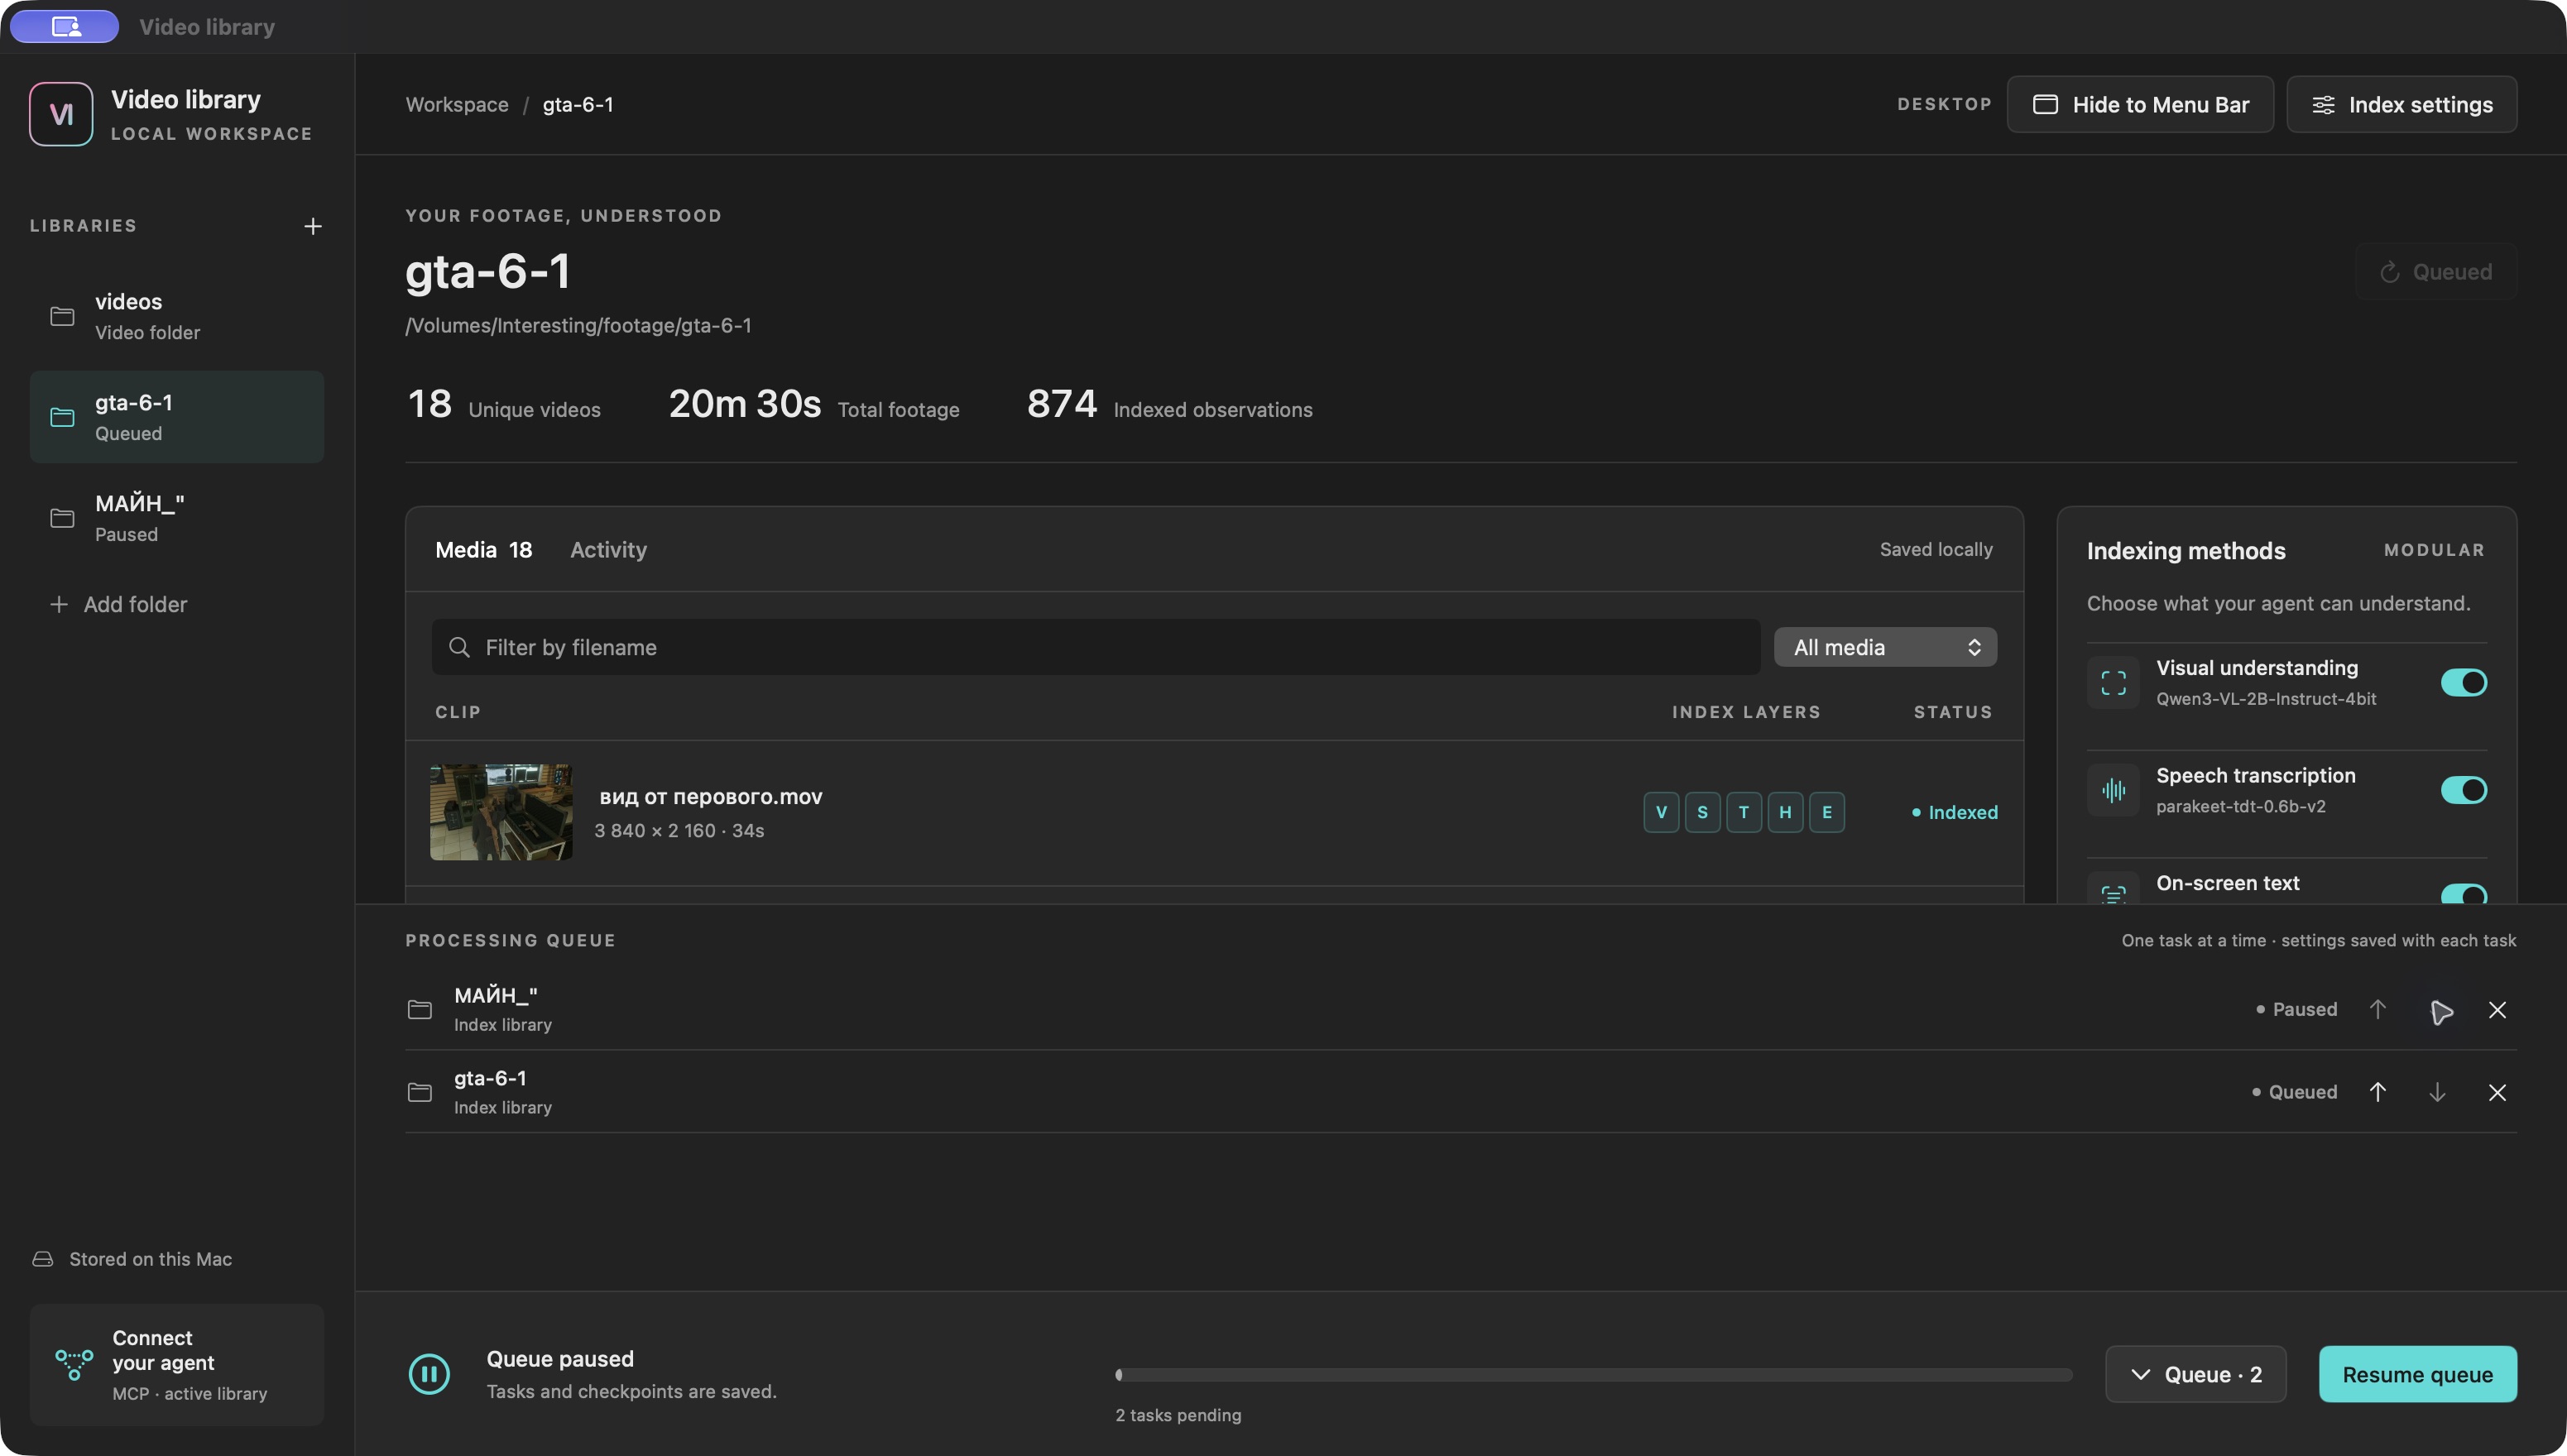 Video library
VI
Video library
LOCAL WORKSPACE
LIBRARIES
videos
Video folder
gta-6-1
Queued
МАЙН_"
Paused
Add folder
Stored on this Mac
Connect
your agent
MCP · active library
Workspace / gta-6-1
DESKTOP
Hide to Menu Bar
Index settings
YOUR FOOTAGE, UNDERSTOOD
gta-6-1
Queued
/Volumes/Interesting/footage/gta-6-1
18 Unique videos
20m 30s Total footage
874 Indexed observations
Media 18
Activity
Saved locally
Filter by filename
All media
CLIP
INDEX LAYERS
STATUS
вид от перового.mov
3 840 × 2 160 · 34s
V S T H E
Indexed
Indexing methods
MODULAR
Choose what your agent can understand.
Visual understanding
Qwen3-VL-2B-Instruct-4bit
Speech transcription
parakeet-tdt-0.6b-v2
On-screen text
PROCESSING QUEUE
One task at a time · settings saved with each task
МАЙН_"
Index library
Paused
gta-6-1
Index library
Queued
Queue paused
Tasks and checkpoints are saved.
2 tasks pending
Queue · 2
Resume queue